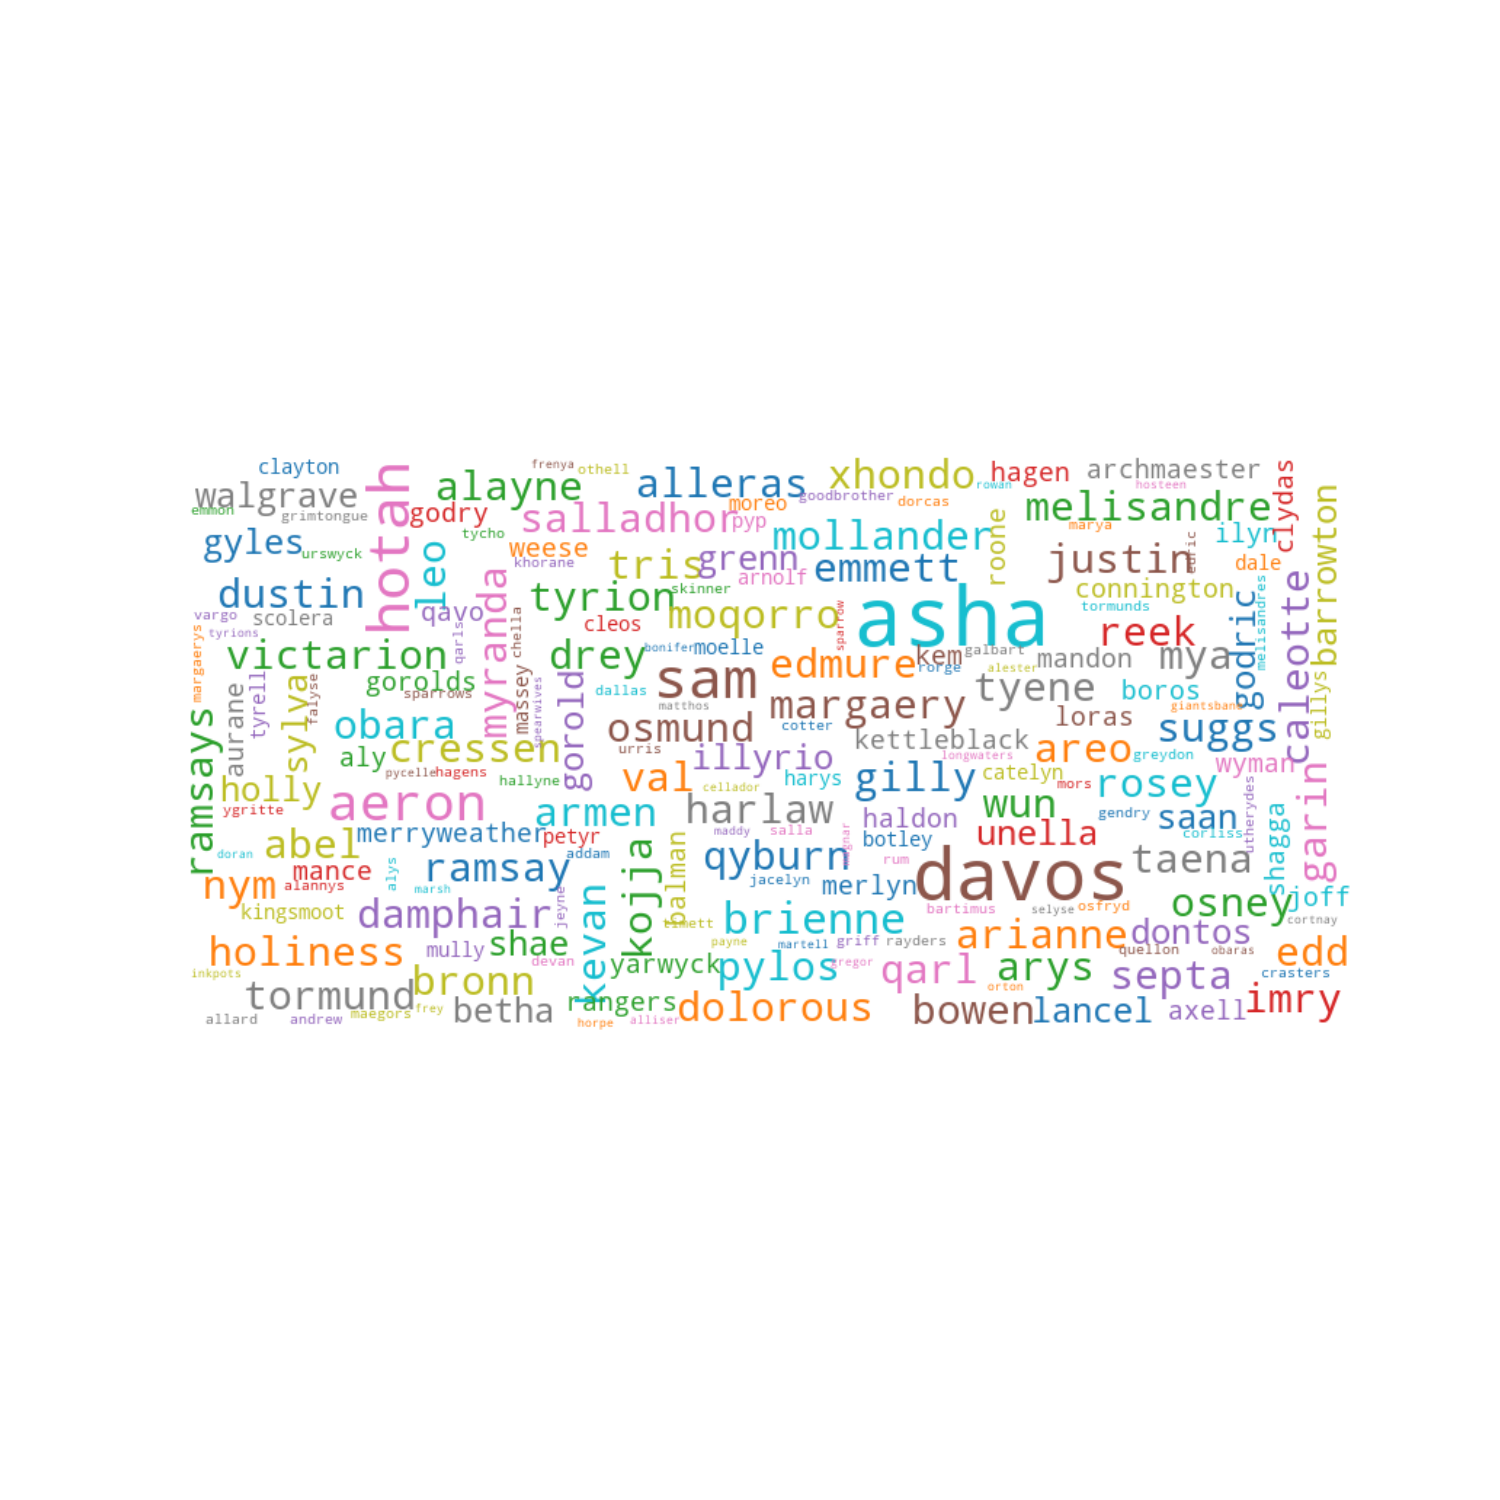 clayton
frenya
othell
walgrave
emmon
grimtongue
hotah
alayne
godry
alleras
xhondo
hagen
rowan
archmaester
hosteen
clydas
salladhor
moreo
pyp
goodbrother
dorcas
melisandre
marya
barrowton
gyles
urswyck
tycho
weese
khorane
mollander
roone
justin
edric
ilyn
dale
leo
tris
grenn
arnolf
emmett
connington
tormunds
melisandres
dustin
qavo
myranda
tyrion
skinner
moqorro
sparrow
asha
reek
godric
caleotte
vargo
scolera
tyrions
margaerys
victarion
qarls
chella
cleos
drey
bonifer
moelle
edmure
kem
rorge
galbart
alester
mandon
mya
gorolds
sparrows
massey
spearwives
gorold
dallas
sam
matthos
margaery
tyene
boros
giantsbane
gillys
ramsays
aurane
tyrell
sylva
falyse
obara
osmund
cotter
loras
suggs
aly
cressen
urris
illyrio
kettleblack
areo
greydon
longwaters
wyman
holly
pycelle
hagens
hallyne
val
cellador
harys
gilly
catelyn
mors
rosey
garin
ygritte
aeron
armen
harlaw
haldon
wun
gendry
saan
corliss
utherydes
shagga
abel
merryweather
petyr
maddy
salla
magnar
botley
unella
doran
mance
alys
addam
kojja
balman
qyburn
rum
davos
taena
nym
alannys
ramsay
marsh
jeyne
jacelyn
merlyn
joff
kingsmoot
damphair
kevan
timett
brienne
bartimus
selyse
osfryd
osney
cortnay
holiness
mully
shae
devan
yarwyck
payne
martell
griff
rayders
arianne
dontos
quellon
obaras
edd
inkpots
bronn
pylos
gregor
qarl
arys
septa
crasters
tormund
maegors
frey
betha
rangers
orton
imry
allard
andrew
horpe
alliser
dolorous
bowen
lancel
axell